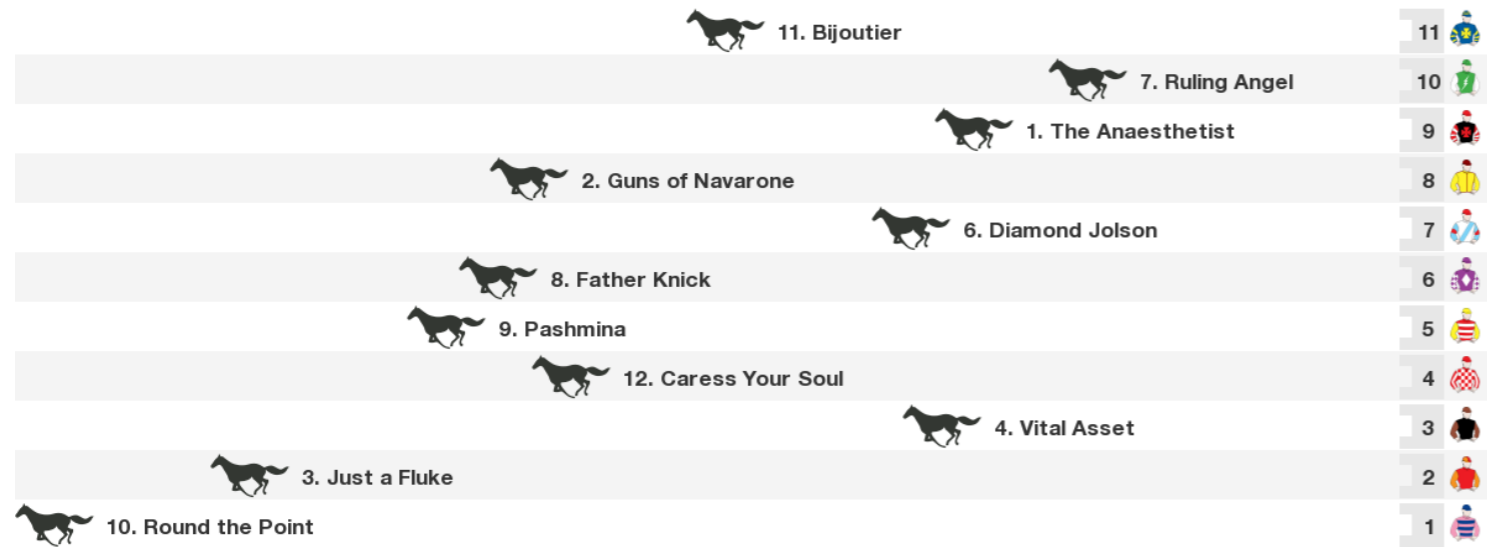 11. Bijoutier 11
7. Ruling Angel 10
1. The Anaesthetist 9
2. Guns of Navarone 8
6. Diamond Jolson 7
8. Father Knick 6
9. Pashmina 5
12. Caress Your Soul 4
4. Vital Asset 3
3. Just a Fluke 2
10. Round the Point 1